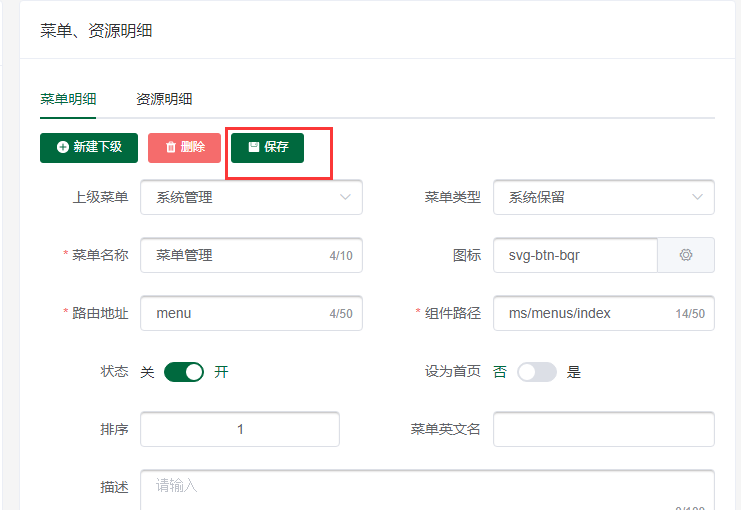 菜单、资源明细
菜单明细 资源明细
新建下级 删除 保存
上级菜单 系统管理 菜单类型 系统保留
* 菜单名称 菜单管理 4/10 图标 svg-btn-bqr
* 路由地址 menu 4/50 * 组件路径 ms/menus/index 14/50
状态 关 开 设为首页 否 是
排序 1 菜单英文名
描述 请输入